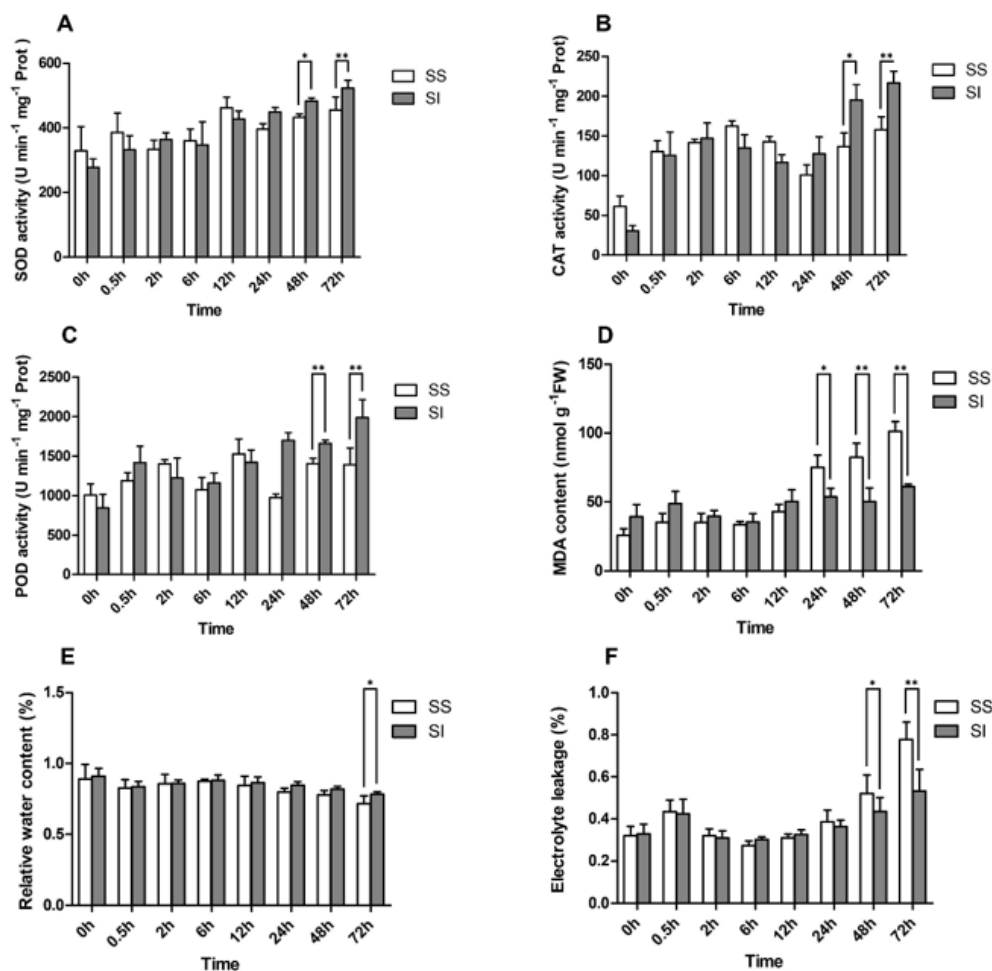 A
SOD activity (U min⁻¹ mg⁻¹ Prot )
600
400
200
0
* **
SS
SI
0h 0.5h 2h 6h 12h 24h 48h 72h
Time
B
CAT activity (U min⁻¹ mg⁻¹ Prot)
250
200
150
100
50
0
* **
SS
SI
0h 0.5h 2h 6h 12h 24h 48h 72h
Time
C
POD activity (U min⁻¹ mg⁻¹ Prot)
2500
2000
1500
1000
500
0
** **
SS
SI
0h 0.5h 2h 6h 12h 24h 48h 72h
Time
D
MDA content (nmol g⁻¹FW)
150
100
50
0
* ** **
SS
SI
0h 0.5h 2h 6h 12h 24h 48h 72h
Time
E
Relative water content (%)
1.5
1.0
0.5
0.0
*
SS
SI
0h 0.5h 2h 6h 12h 24h 48h 72h
Time
F
Electrolyte leakage (%)
1.0
0.8
0.6
0.4
0.2
0.0
* **
SS
SI
0h 0.5h 2h 6h 12h 24h 48h 72h
Time